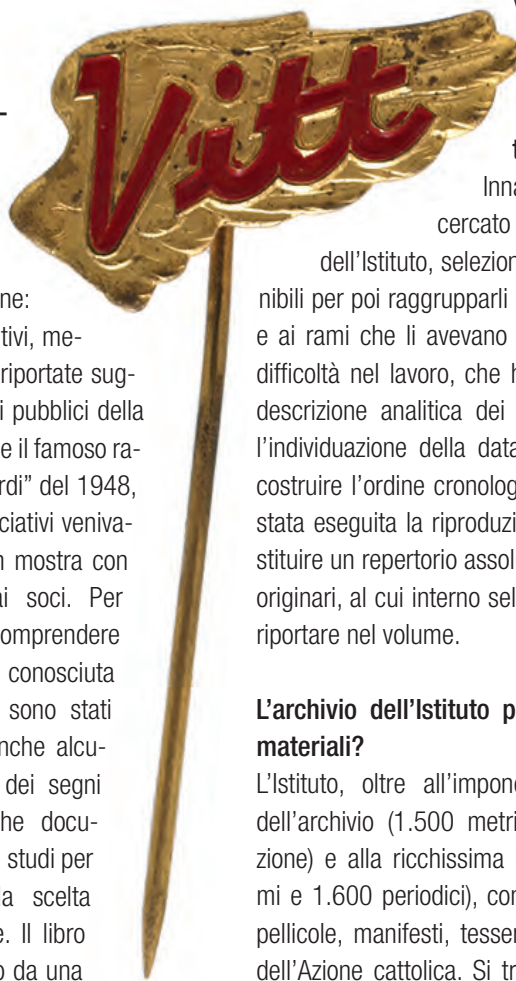 Vitt
ne:
tivi, me-
riportate sug-
i pubblici della
e il famoso ra-
rdi” del 1948,
ciativi veniva-
n mostra con
ai soci. Per
omprendere
conosciuta
sono stati
nche alcu-
dei segni
he docu-
studi per
la scelta
e. Il libro
o da una
t
Inna
cercato
dell’Istituto, selezion
nibili per poi raggrupparli
e ai rami che li avevano
difficoltà nel lavoro, che h
descrizione analitica dei
l’individuazione della data
costruire l’ordine cronolog
stata eseguita la riproduzi
stituire un repertorio assol
originari, al cui interno sel
riportare nel volume.
L’archivio dell’Istituto p
materiali?
L’Istituto, oltre all’impone
dell’archivio (1.500 metri
zione) e alla ricchissima
mi e 1.600 periodici), con
pellicole, manifesti, tesser
dell’Azione cattolica. Si tr